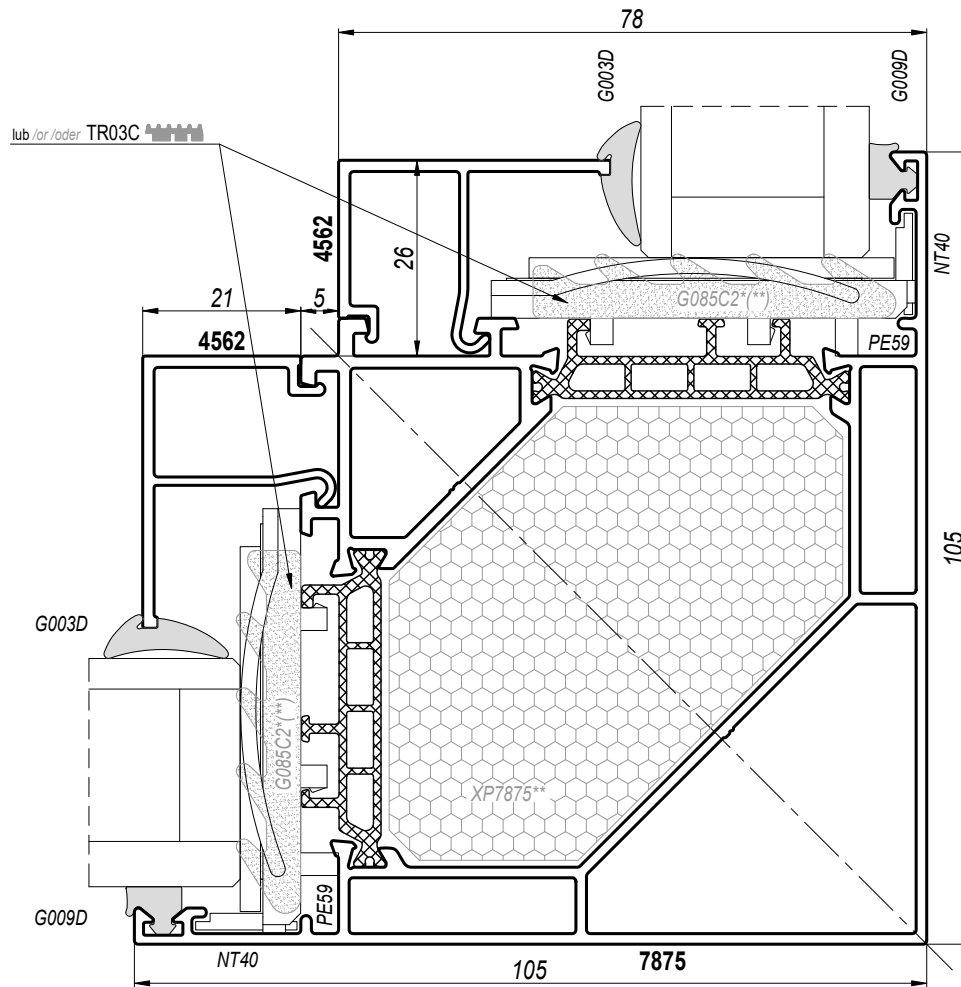 78
G003D
G009D
lub /or /oder TR03C
4562
26
NT40
21
5
G085C2*(**)
4562
PE59
105
G003D
G085C2*(**)
XP7875**
PE59
G009D
NT40
7875
105